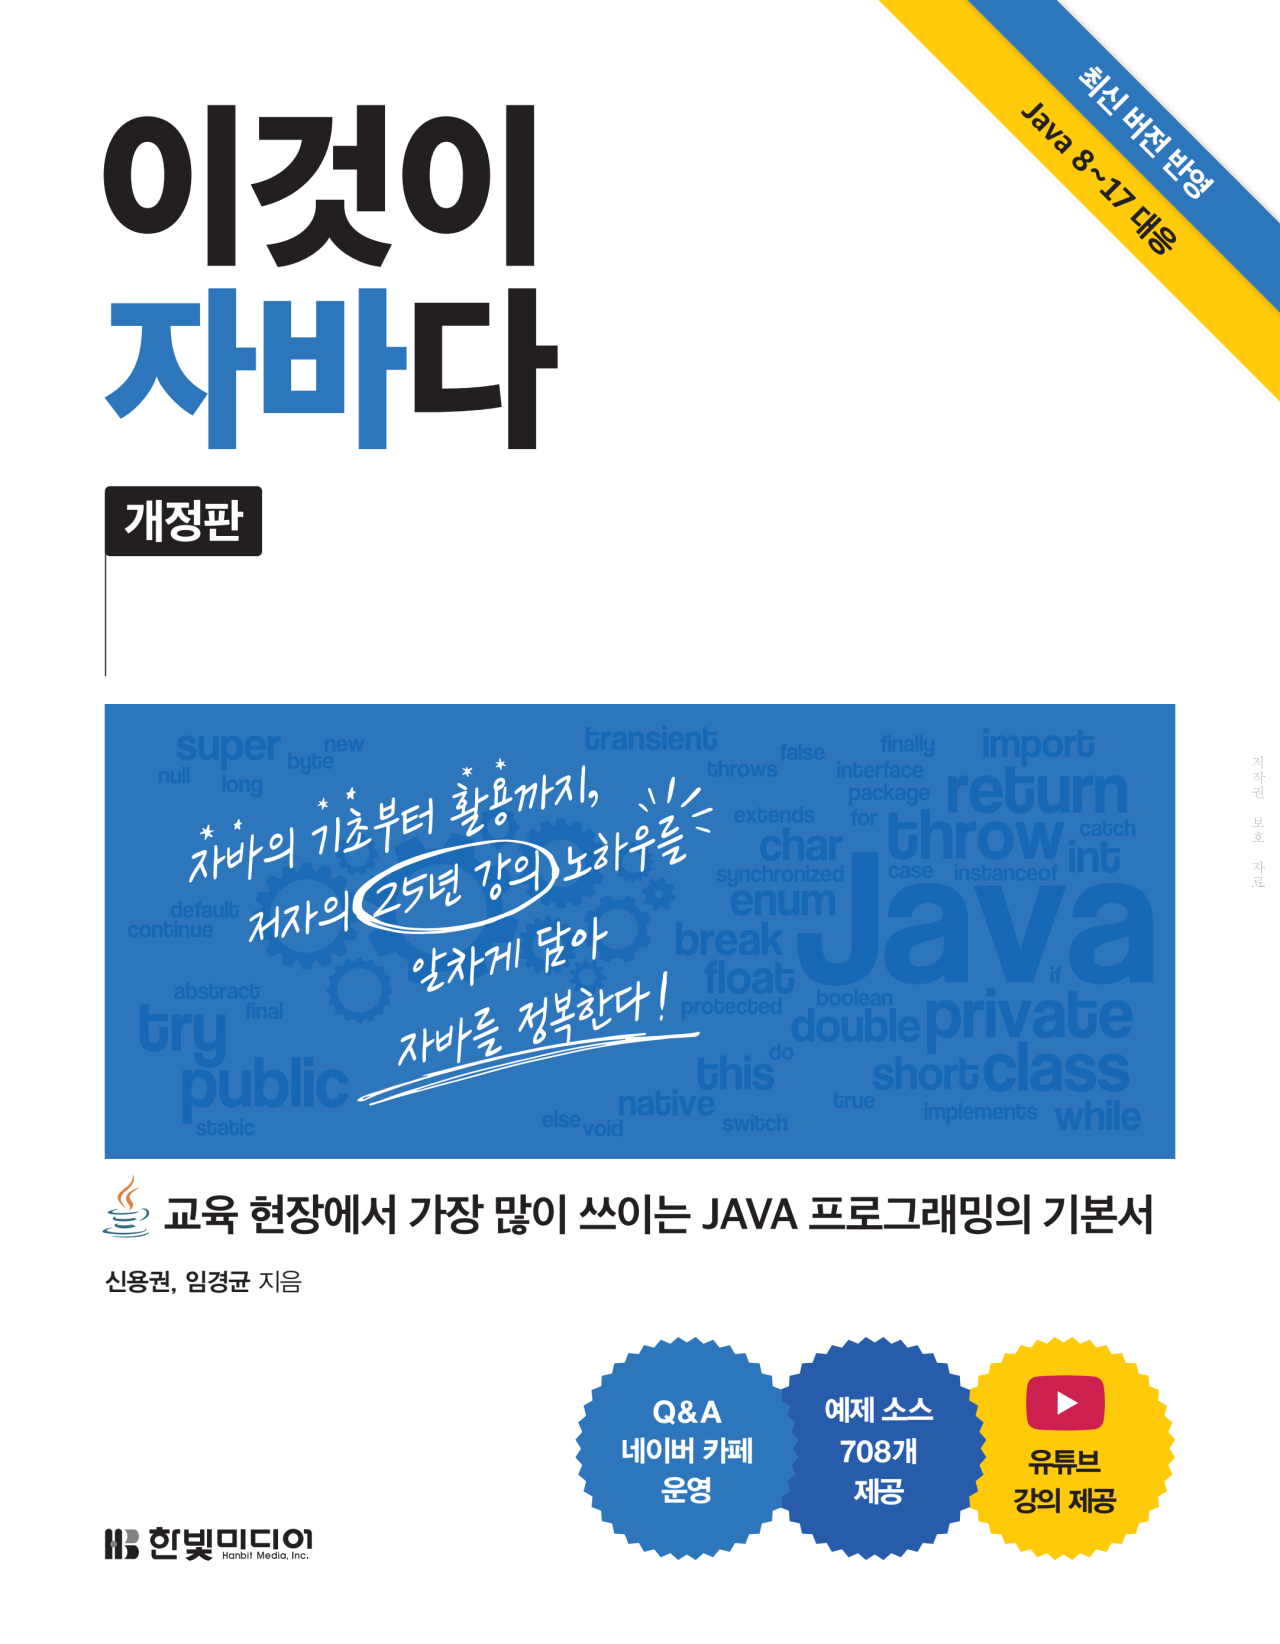 최신 버전 반영
Java 8~17 대응
이것이
자바다
개정판
super
new
byte
null
long
transient
false
finally
import
throws
interface
package
return
extends
for
throw
catch
char
int
synchronized
case
instanceof
enum
Java
default
continue
break
float
if
abstract
final
protected
boolean
private
try
double
do
public
this
short
class
native
true
implements
while
static
else
void
switch
자바의 기초부터 활용까지,
저자의 25년 강의 노하우를
알차게 담아
자바를 정복한다!
저작권 보호 자료
교육 현장에서 가장 많이 쓰이는 JAVA 프로그래밍의 기본서
신용권, 임경균 지음
Q&A
네이버 카페
운영
예제 소스
708개
제공
유튜브
강의 제공
한빛미디어
Hanbit Media, Inc.